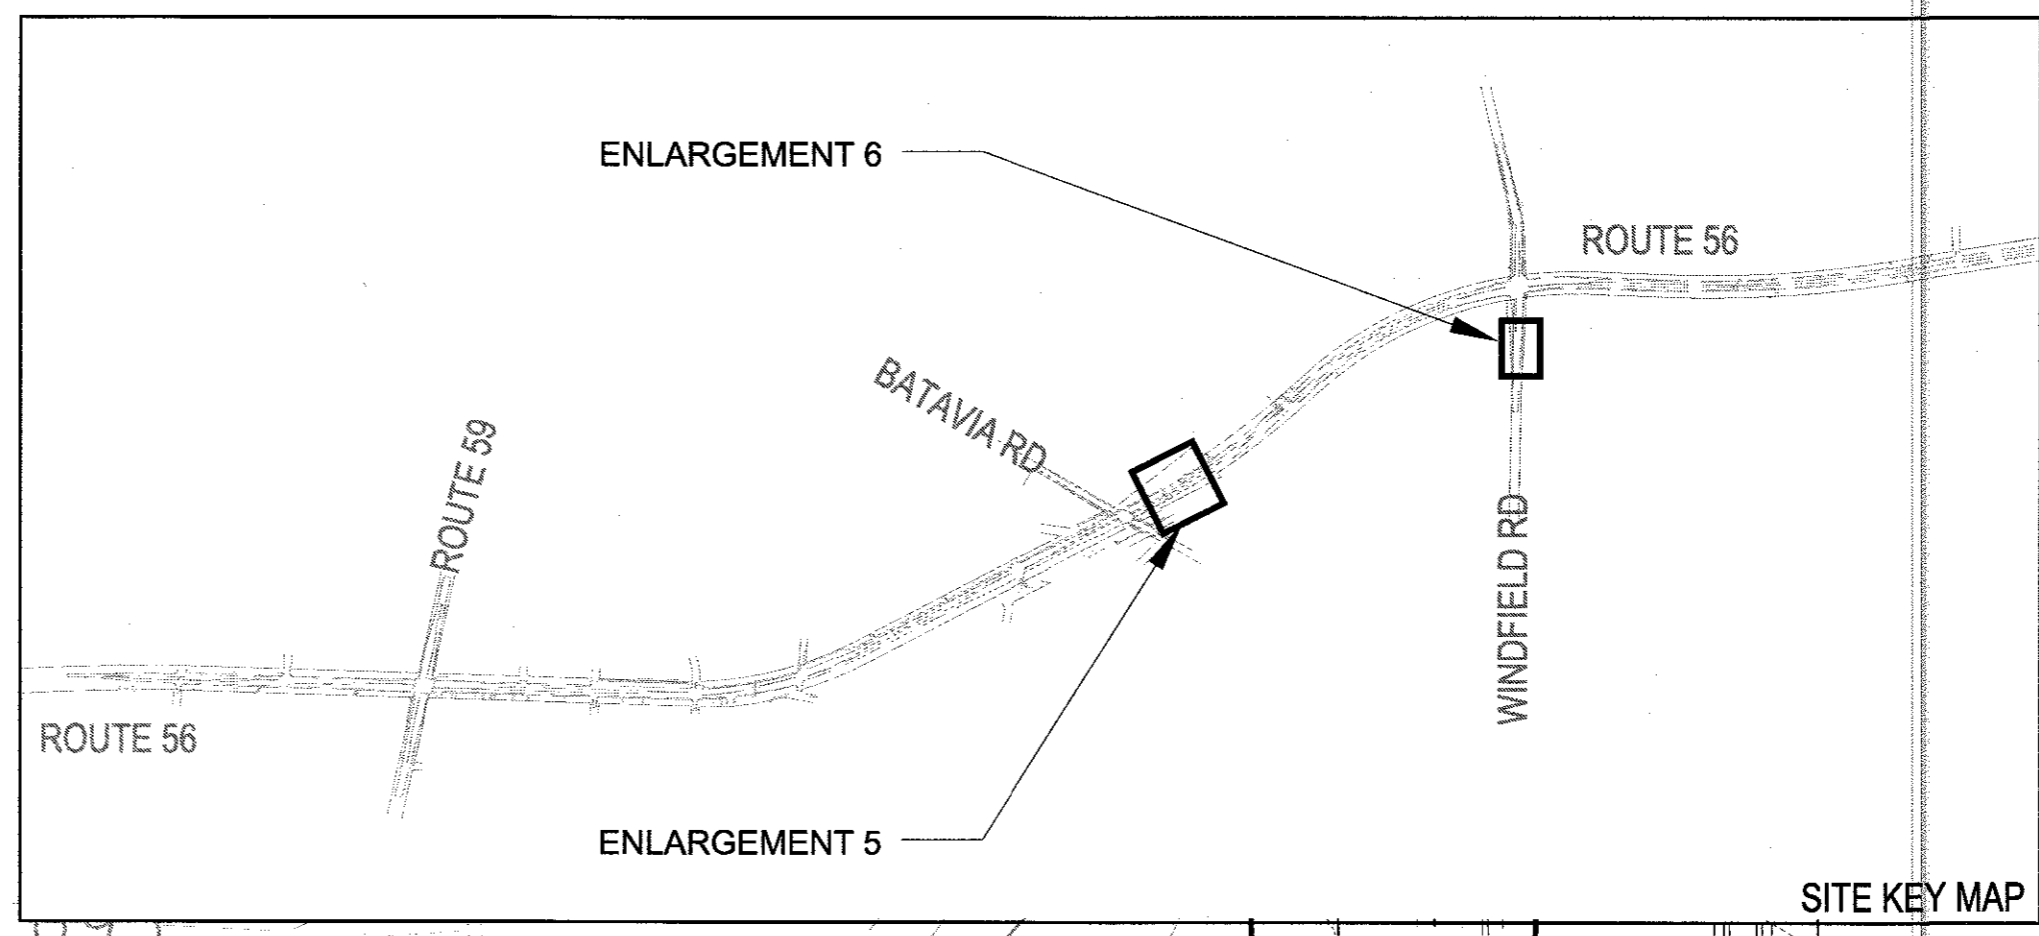 ENLARGEMENT 6
ROUTE 56
BATAVIA RD
ROUTE 59
WINDFIELD RD
ROUTE 56
ENLARGEMENT 5
SITE KEY MAP